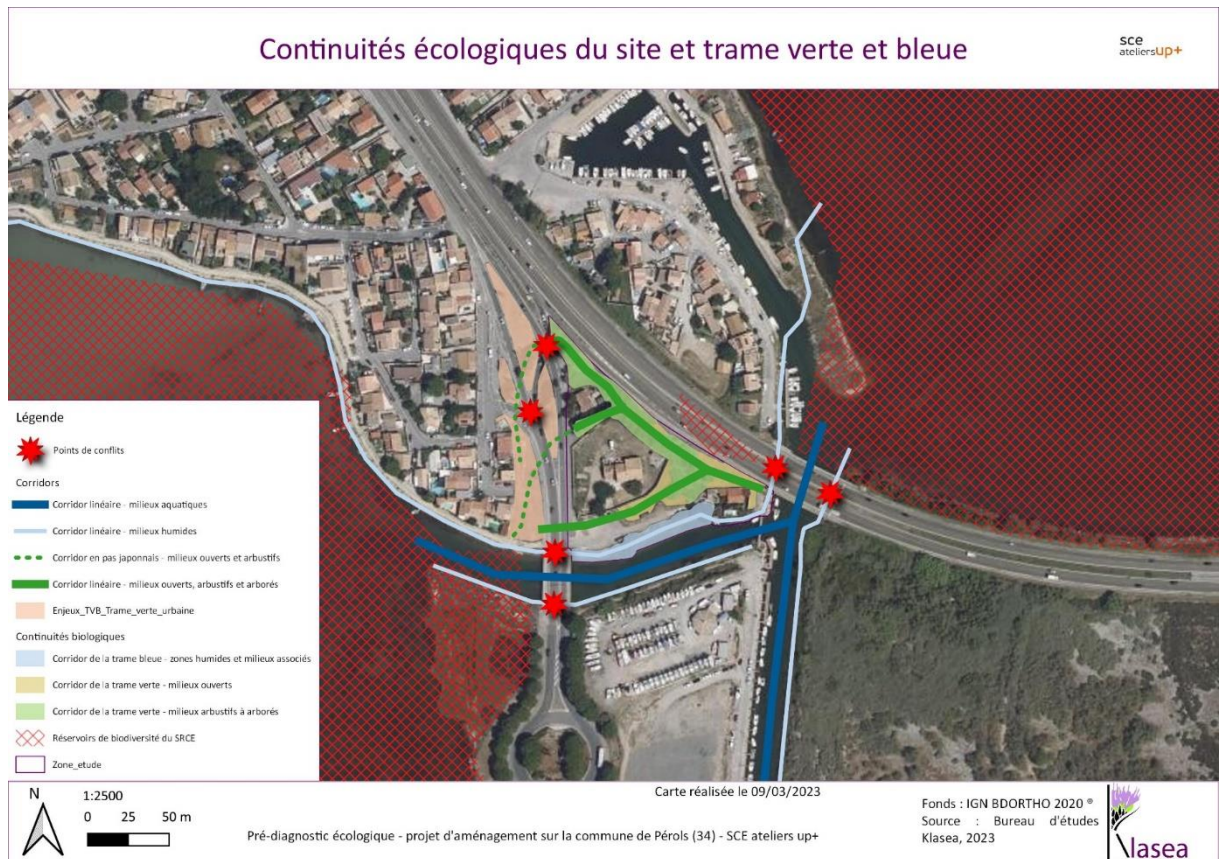 Continuités écologiques du site et trame verte et bleue
sce
ateliersup+
Légende
Points de conflits
Corridors
Corridor linéaire - milieux aquatiques
Corridor linéaire - milieux humides
Corridor en pas japonnais - milieux ouverts et arbustifs
Corridor linéaire - milieux ouverts, arbustifs et arborés
Enjeux_TVB_Trame_verte_urbaine
Continuités biologiques
Corridor de la trame bleue - zones humides et milieux associés
Corridor de la trame verte - milieux ouverts
Corridor de la trame verte - milieux arbustifs à arborés
Réservoirs de biodiversité du SRCE
Zone_etude
N
1:2500
0 25 50 m
Carte réalisée le 09/03/2023
Pré-diagnostic écologique - projet d'aménagement sur la commune de Pérols (34) - SCE ateliers up+
Fonds : IGN BDORTHO 2020 ®
Source : Bureau d'études
Klasea, 2023
Klasea